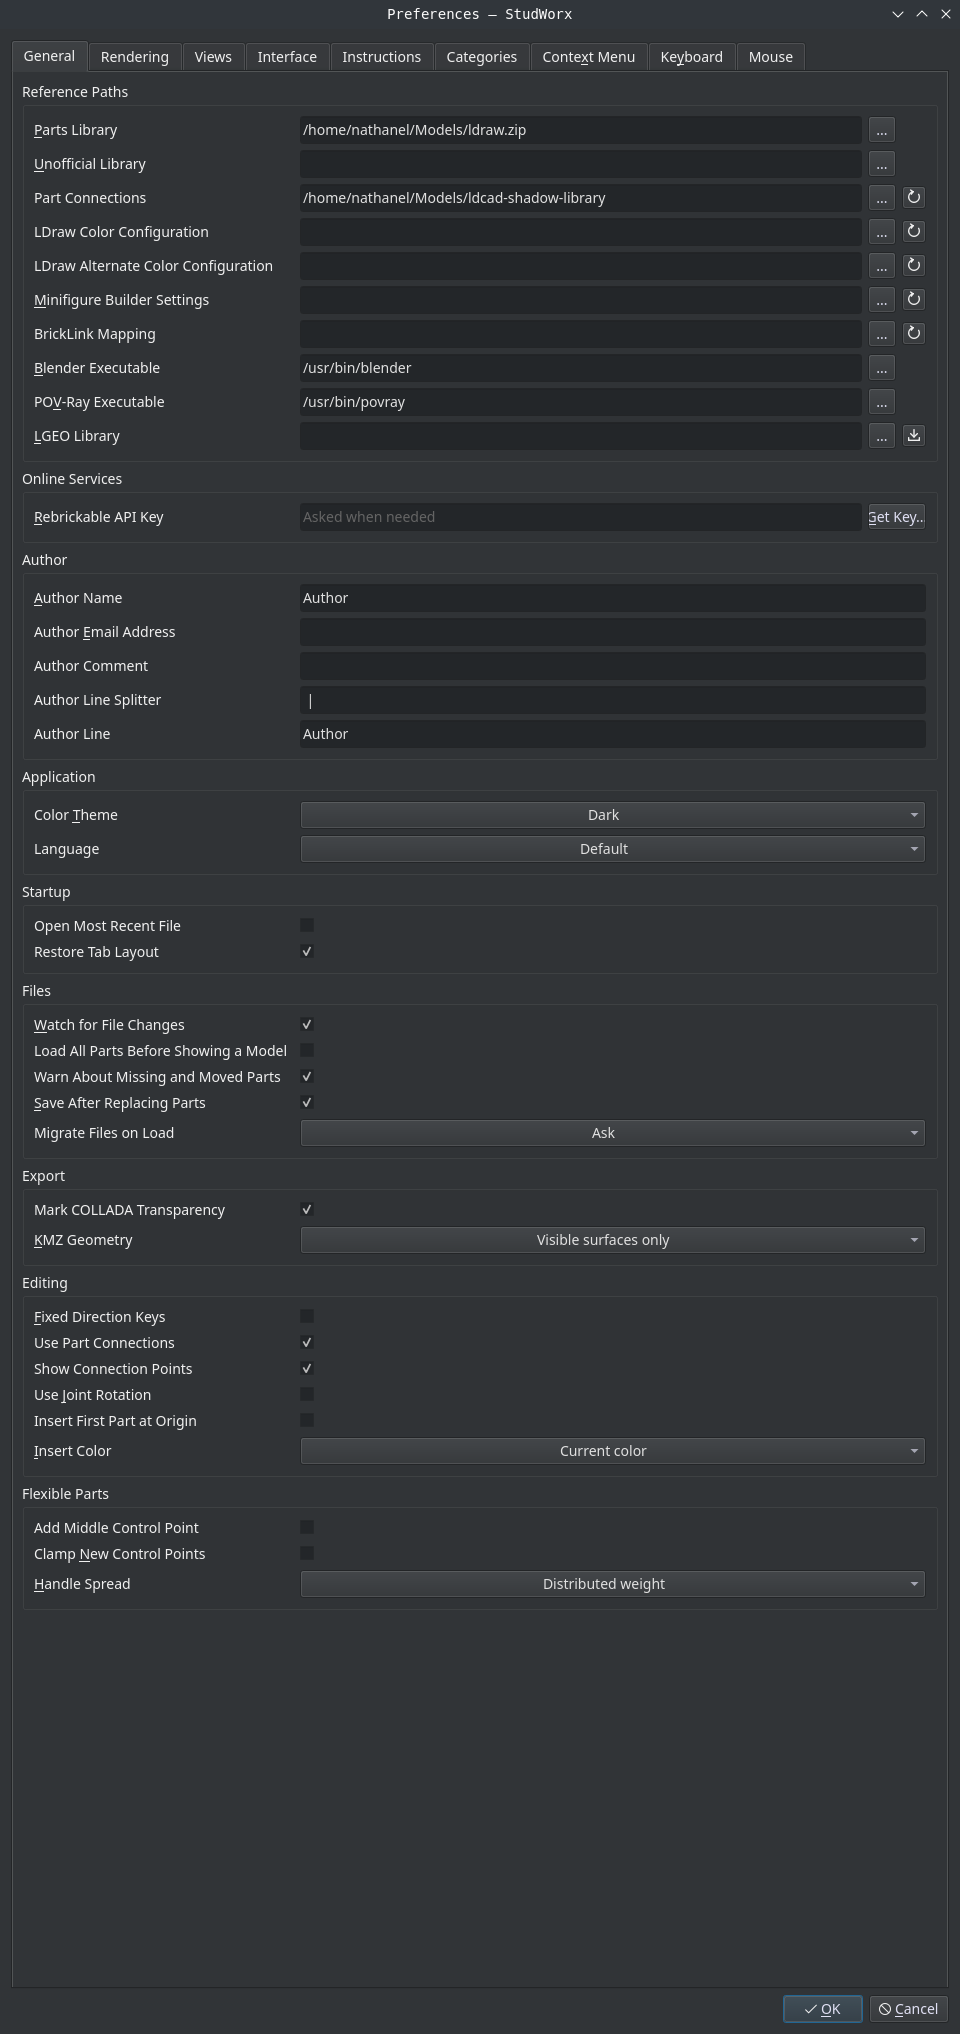 Preferences — StudWorx
General Rendering Views Interface Instructions Categories Context Menu Keyboard Mouse
Reference Paths
Parts Library /home/nathanel/Models/ldraw.zip ...
Unofficial Library ...
Part Connections /home/nathanel/Models/ldcad-shadow-library ...
LDraw Color Configuration ...
LDraw Alternate Color Configuration ...
Minifigure Builder Settings ...
BrickLink Mapping ...
Blender Executable /usr/bin/blender ...
POV-Ray Executable /usr/bin/povray ...
LGEO Library ...
Online Services
Rebrickable API Key Asked when needed Get Key...
Author
Author Name Author
Author Email Address
Author Comment
Author Line Splitter |
Author Line Author
Application
Color Theme Dark
Language Default
Startup
Open Most Recent File
Restore Tab Layout
Files
Watch for File Changes
Load All Parts Before Showing a Model
Warn About Missing and Moved Parts
Save After Replacing Parts
Migrate Files on Load Ask
Export
Mark COLLADA Transparency
KMZ Geometry Visible surfaces only
Editing
Fixed Direction Keys
Use Part Connections
Show Connection Points
Use Joint Rotation
Insert First Part at Origin
Insert Color Current color
Flexible Parts
Add Middle Control Point
Clamp New Control Points
Handle Spread Distributed weight
OK Cancel